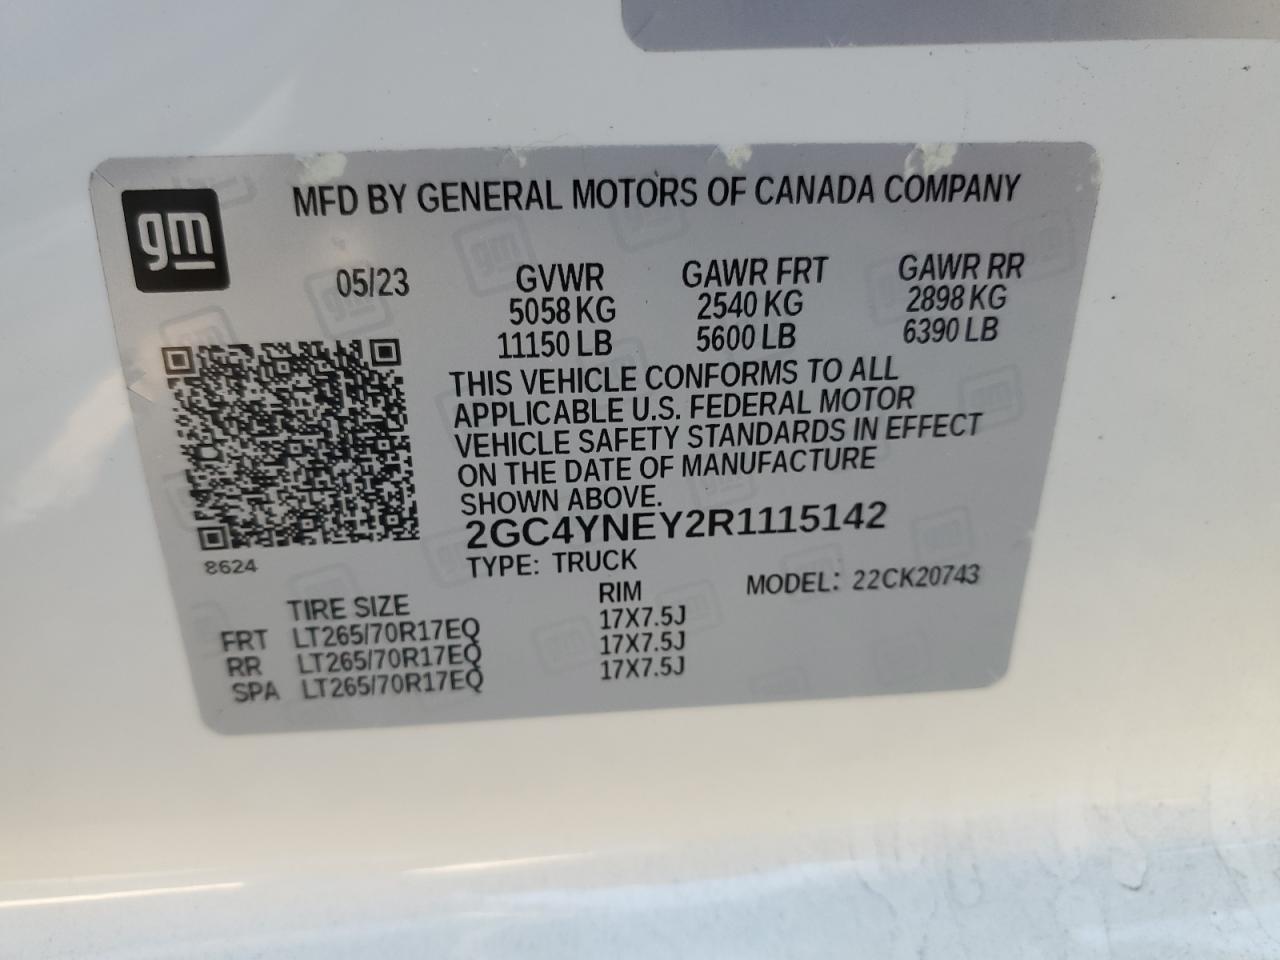 gm
MFD BY GENERAL MOTORS OF CANADA COMPANY
05/23 GVWR GAWR FRT GAWR RR
5058 KG 2540 KG 2898 KG
11150 LB 5600 LB 6390 LB
THIS VEHICLE CONFORMS TO ALL
APPLICABLE U.S. FEDERAL MOTOR
VEHICLE SAFETY STANDARDS IN EFFECT
ON THE DATE OF MANUFACTURE
SHOWN ABOVE.
2GC4YNEY2R1115142
8624
TYPE: TRUCK
MODEL: 22CK20743
TIRE SIZE RIM
FRT LT265/70R17EQ 17X7.5J
RR LT265/70R17EQ 17X7.5J
SPA LT265/70R17EQ 17X7.5J